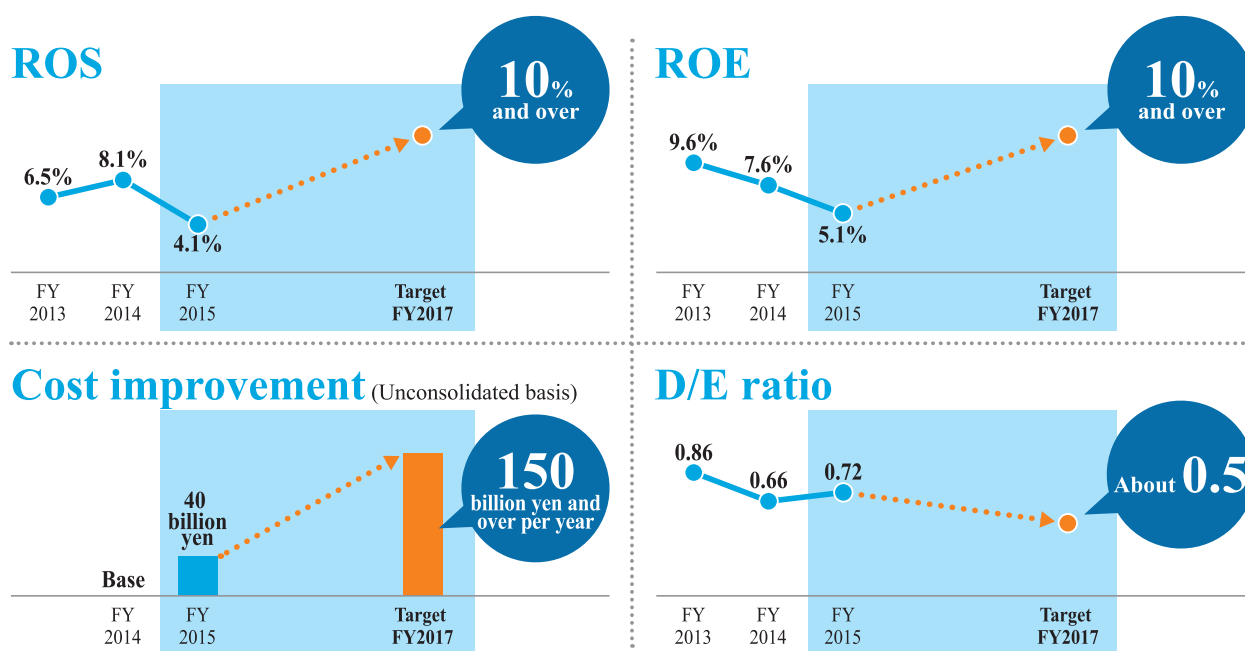 ROS
10%
and over
6.5%
8.1%
4.1%
FY
2013
FY
2014
FY
2015
Target
FY2017
ROE
10%
and over
9.6%
7.6%
5.1%
FY
2013
FY
2014
FY
2015
Target
FY2017
Cost improvement (Unconsolidated basis)
150
billion yen and
over per year
40
billion
yen
Base
FY
2014
FY
2015
Target
FY2017
D/E ratio
About 0.5
0.86
0.66
0.72
FY
2013
FY
2014
FY
2015
Target
FY2017